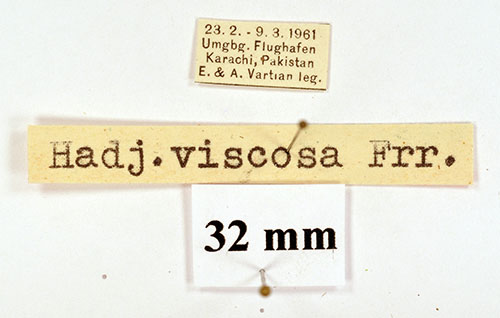 23. 2. - 9. 3. 1961
Umgbg. Flughafen
Karachi, Pakistan
E. & A. Vartian leg.
Hadj. viscosa Frr.
32 mm